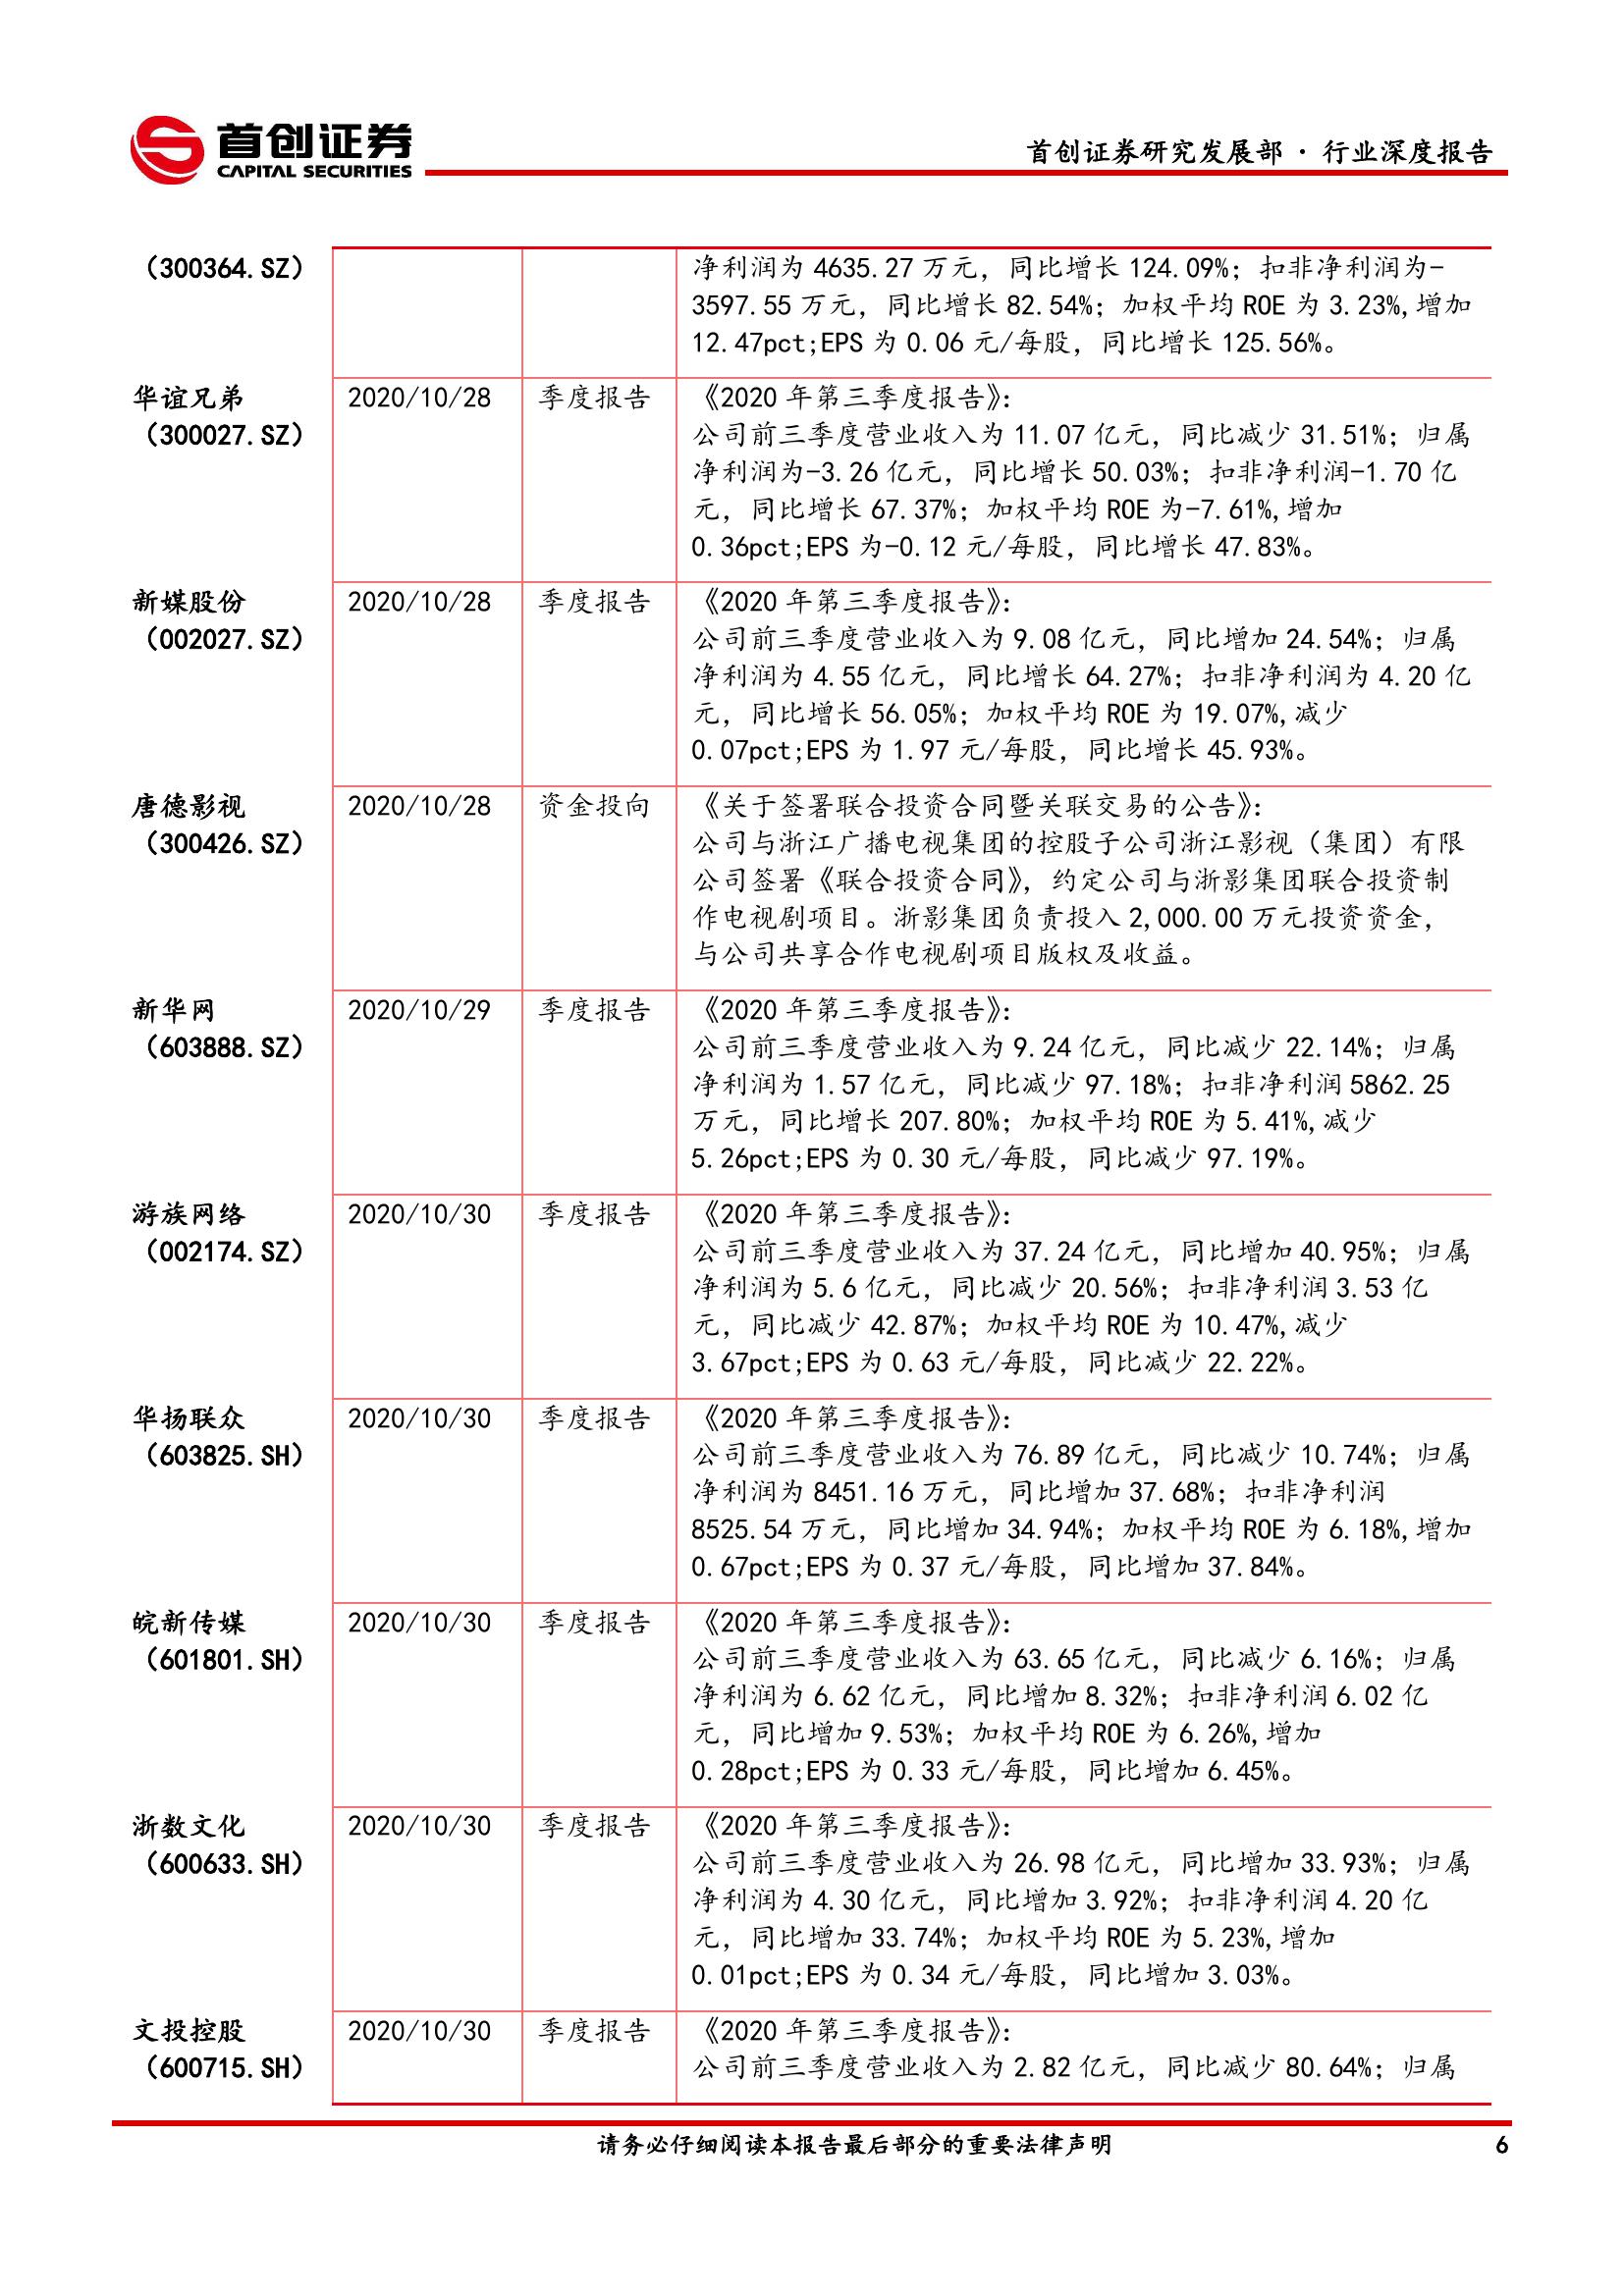 首创证券
CAPITAL SECURITIES
首创证券研究发展部 · 行业深度报告
（300364.SZ）
净利润为 4635.27 万元，同比增长 124.09%；扣非净利润为-
3597.55 万元，同比增长 82.54%；加权平均 ROE 为 3.23%,增加
12.47pct;EPS 为 0.06 元/每股，同比增长 125.56%。
华谊兄弟
（300027.SZ）
2020/10/28
季度报告
《2020 年第三季度报告》：
公司前三季度营业收入为 11.07 亿元，同比减少 31.51%；归属
净利润为-3.26 亿元，同比增长 50.03%；扣非净利润-1.70 亿
元，同比增长 67.37%；加权平均 ROE 为-7.61%,增加
0.36pct;EPS 为-0.12 元/每股，同比增长 47.83%。
新媒股份
（002027.SZ）
2020/10/28
季度报告
《2020 年第三季度报告》：
公司前三季度营业收入为 9.08 亿元，同比增加 24.54%；归属
净利润为 4.55 亿元，同比增长 64.27%；扣非净利润为 4.20 亿
元，同比增长 56.05%；加权平均 ROE 为 19.07%,减少
0.07pct;EPS 为 1.97 元/每股，同比增长 45.93%。
唐德影视
（300426.SZ）
2020/10/28
资金投向
《关于签署联合投资合同暨关联交易的公告》：
公司与浙江广播电视集团的控股子公司浙江影视（集团）有限
公司签署《联合投资合同》，约定公司与浙影集团联合投资制
作电视剧项目。浙影集团负责投入 2,000.00 万元投资资金，
与公司共享合作电视剧项目版权及收益。
新华网
（603888.SZ）
2020/10/29
季度报告
《2020 年第三季度报告》：
公司前三季度营业收入为 9.24 亿元，同比减少 22.14%；归属
净利润为 1.57 亿元，同比减少 97.18%；扣非净利润 5862.25
万元，同比增长 207.80%；加权平均 ROE 为 5.41%,减少
5.26pct;EPS 为 0.30 元/每股，同比减少 97.19%。
游族网络
（002174.SZ）
2020/10/30
季度报告
《2020 年第三季度报告》：
公司前三季度营业收入为 37.24 亿元，同比增加 40.95%；归属
净利润为 5.6 亿元，同比减少 20.56%；扣非净利润 3.53 亿
元，同比减少 42.87%；加权平均 ROE 为 10.47%,减少
3.67pct;EPS 为 0.63 元/每股，同比减少 22.22%。
华扬联众
（603825.SH）
2020/10/30
季度报告
《2020 年第三季度报告》：
公司前三季度营业收入为 76.89 亿元，同比减少 10.74%；归属
净利润为 8451.16 万元，同比增加 37.68%；扣非净利润
8525.54 万元，同比增加 34.94%；加权平均 ROE 为 6.18%,增加
0.67pct;EPS 为 0.37 元/每股，同比增加 37.84%。
皖新传媒
（601801.SH）
2020/10/30
季度报告
《2020 年第三季度报告》：
公司前三季度营业收入为 63.65 亿元，同比减少 6.16%；归属
净利润为 6.62 亿元，同比增加 8.32%；扣非净利润 6.02 亿
元，同比增加 9.53%；加权平均 ROE 为 6.26%,增加
0.28pct;EPS 为 0.33 元/每股，同比增加 6.45%。
浙数文化
（600633.SH）
2020/10/30
季度报告
《2020 年第三季度报告》：
公司前三季度营业收入为 26.98 亿元，同比增加 33.93%；归属
净利润为 4.30 亿元，同比增加 3.92%；扣非净利润 4.20 亿
元，同比增加 33.74%；加权平均 ROE 为 5.23%,增加
0.01pct;EPS 为 0.34 元/每股，同比增加 3.03%。
文投控股
（600715.SH）
2020/10/30
季度报告
《2020 年第三季度报告》：
公司前三季度营业收入为 2.82 亿元，同比减少 80.64%；归属
请务必仔细阅读本报告最后部分的重要法律声明
6